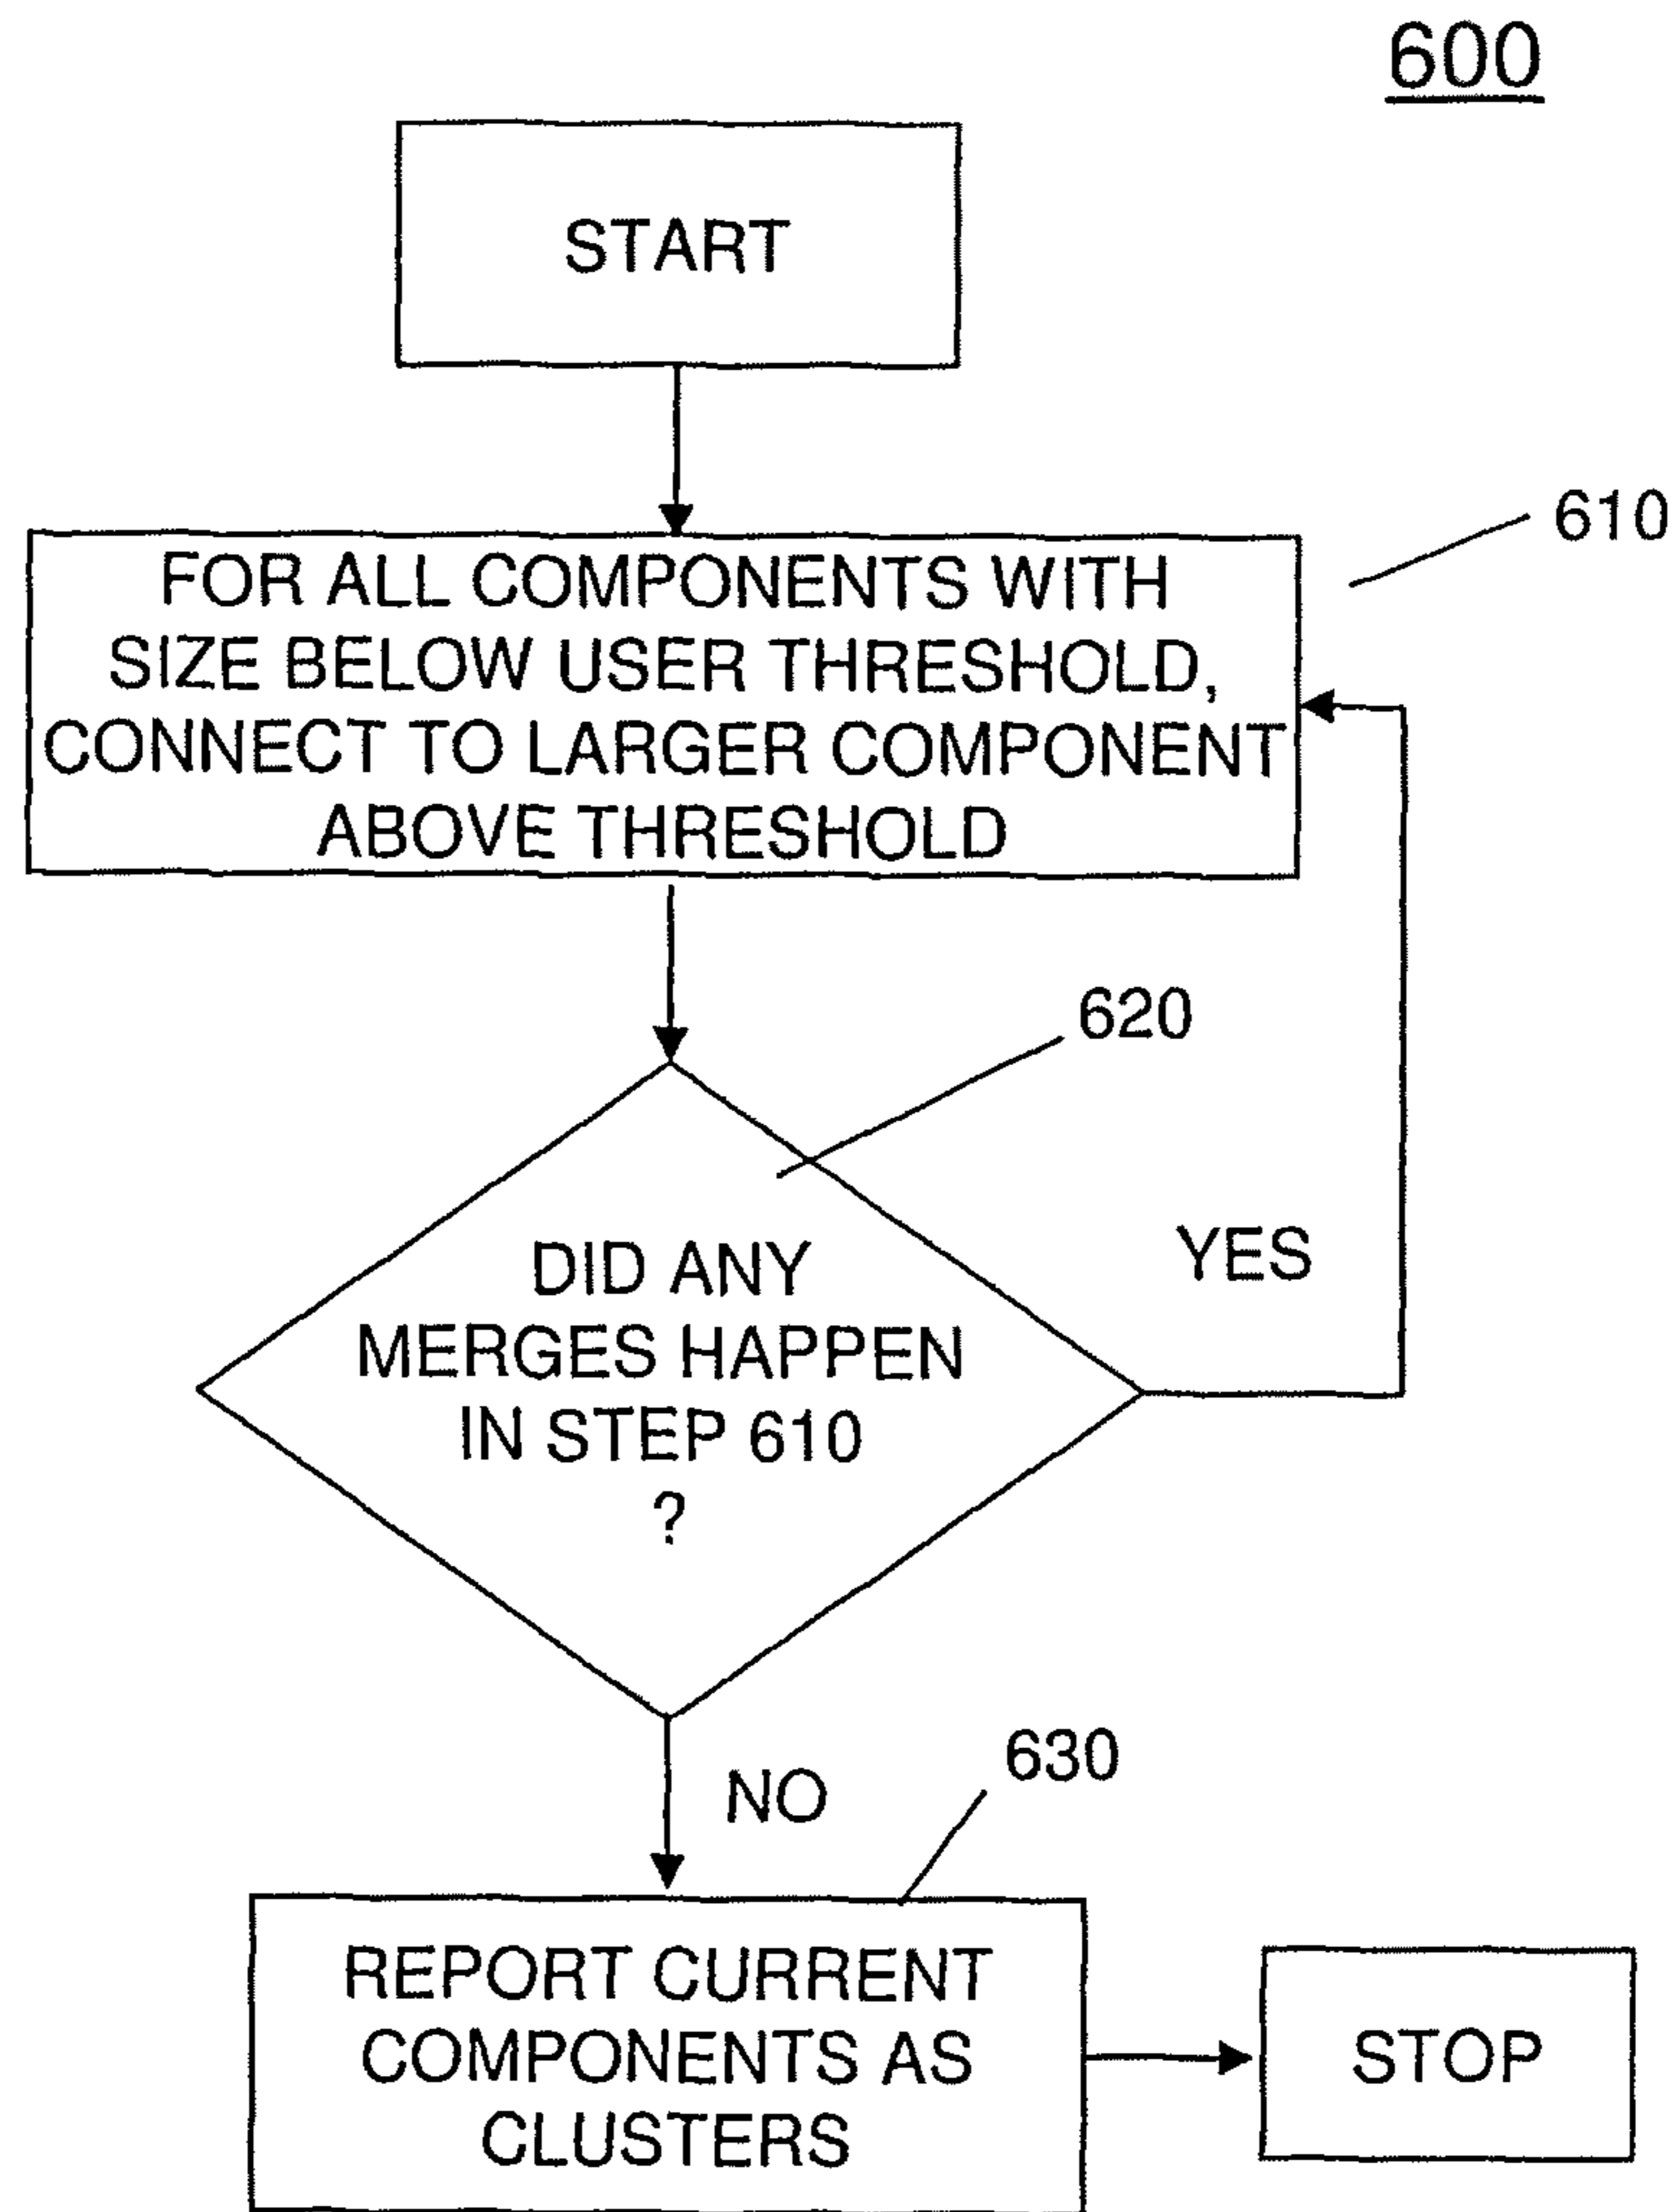 600
START
610
FOR ALL COMPONENTS WITH
SIZE BELOW USER THRESHOLD,
CONNECT TO LARGER COMPONENT
ABOVE THRESHOLD
620
DID ANY
MERGES HAPPEN
IN STEP 610
?
YES
NO
630
REPORT CURRENT
COMPONENTS AS
CLUSTERS
STOP